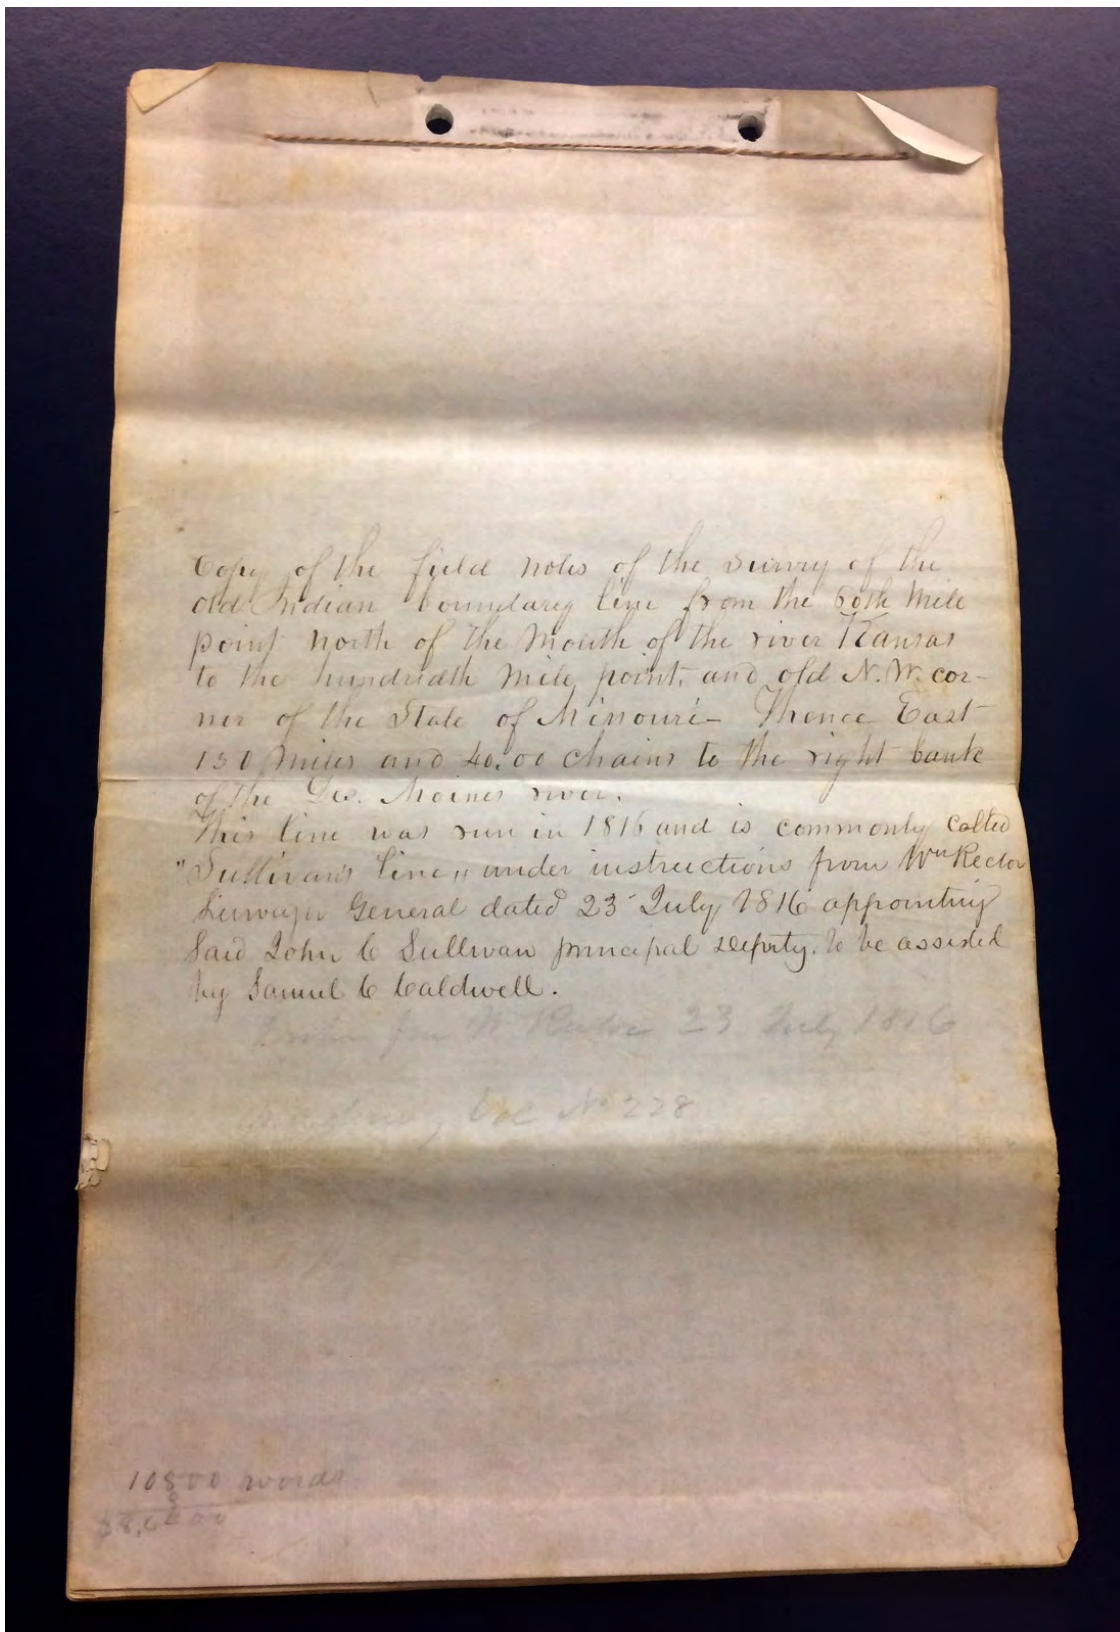 Copy of the field notes of the Survey of the
old Indian boundary line from the 60th Mile
point north of the Mouth of the river Kansas
to the hundredth Mile point, and old N.W. cor-
ner of the State of Missouri - Thence East
150 miles and 40.00 chains to the right bank
of the Des. Moines river.
This line was run in 1816 and is commonly called
"Sullivan's line" under instructions from Wm Rector
Surveyor General dated 23 July 1816 appointing
Said John C Sullivan principal deputy. to be assisted
by Samuel C Caldwell.
23 July 1816
Doc No 228
10800 words